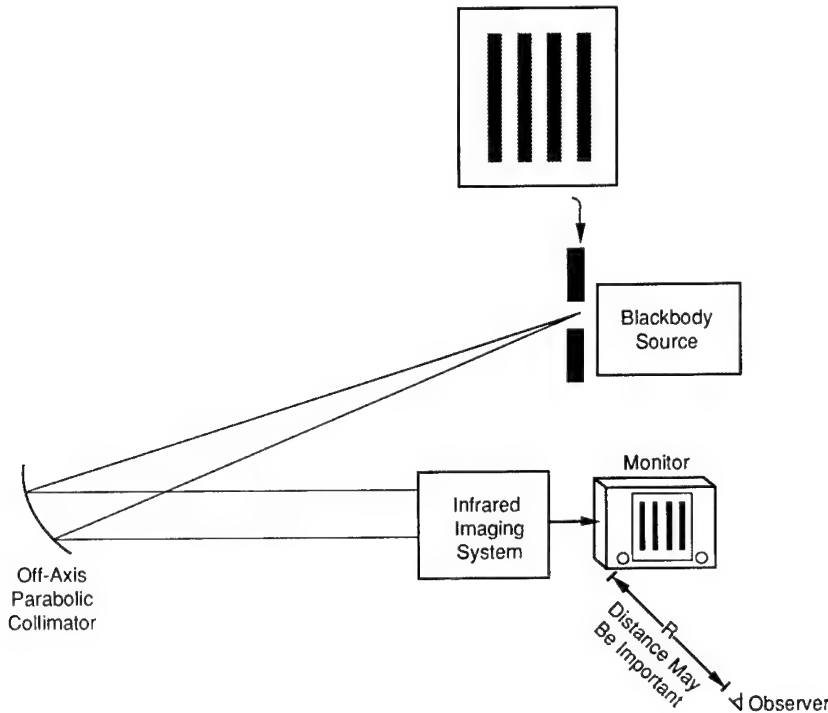 Blackbody
Source
Monitor
Infrared
Imaging
System
Off-Axis
Parabolic
Collimator
R
Distance May
Be Important
Observer